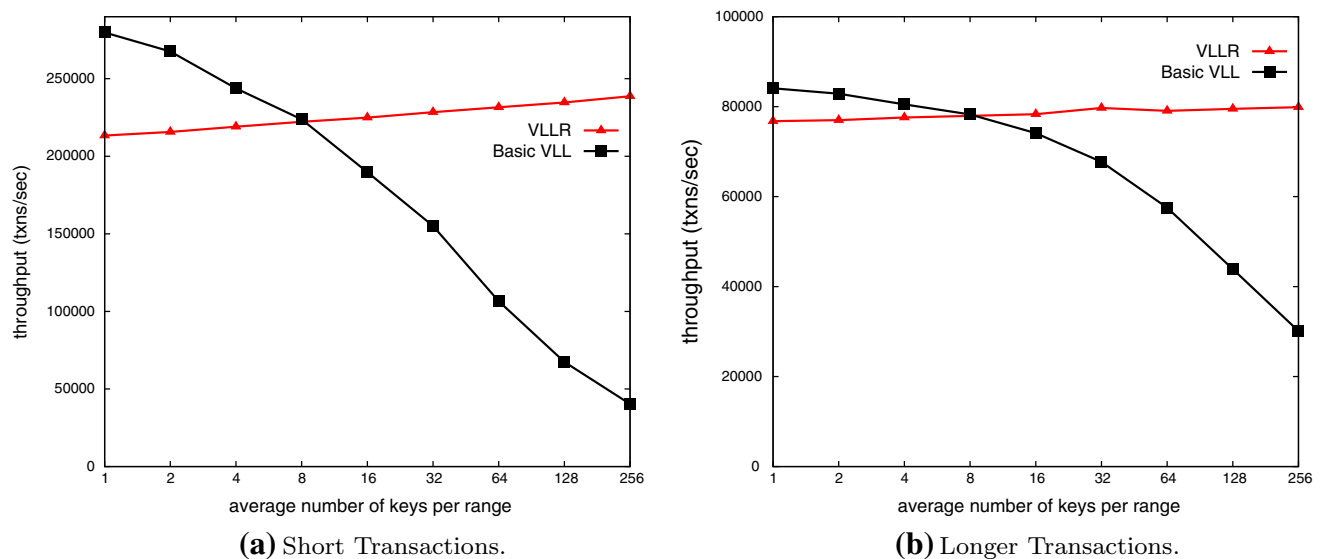 250000
200000
150000
100000
50000
0
throughput (txns/sec)
VLLR
Basic VLL
1 2 4 8 16 32 64 128 256
average number of keys per range
(a) Short Transactions.
100000
80000
60000
40000
20000
0
throughput (txns/sec)
VLLR
Basic VLL
1 2 4 8 16 32 64 128 256
average number of keys per range
(b) Longer Transactions.